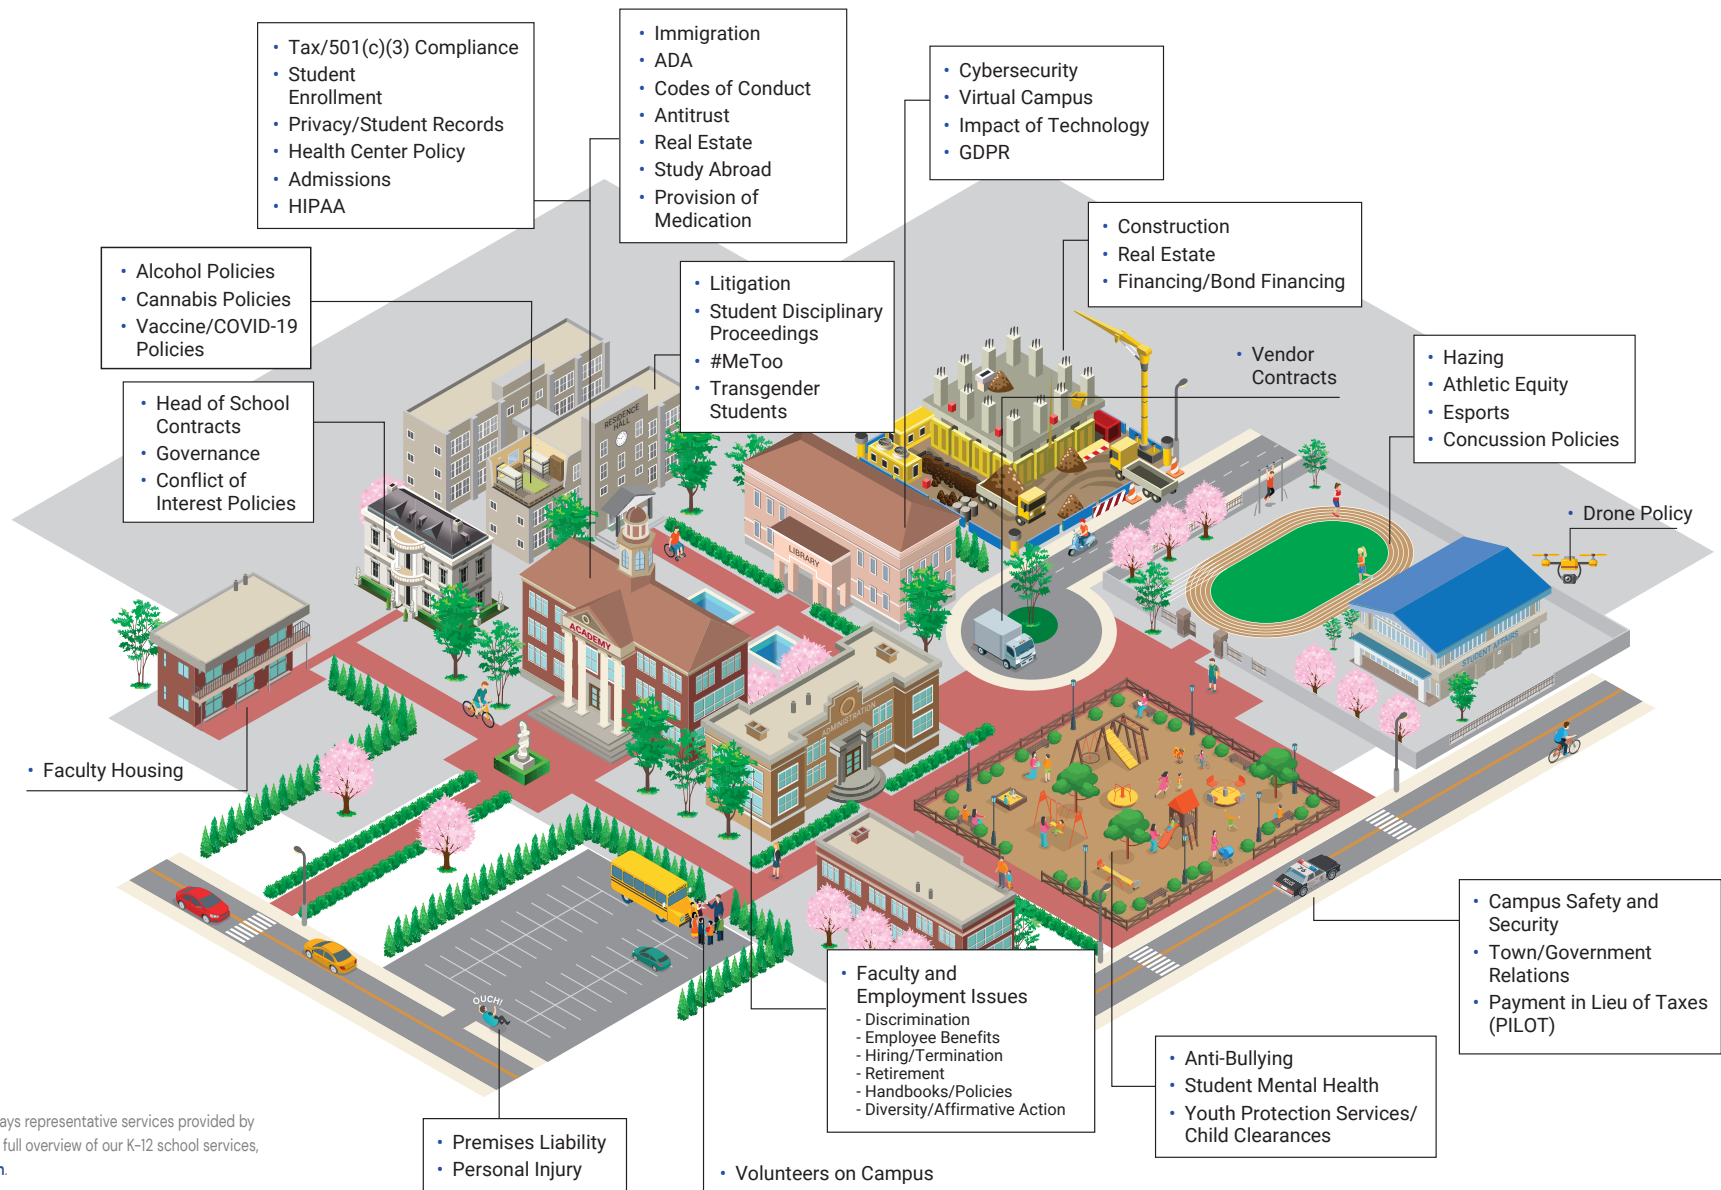 • Tax/501(c)(3) Compliance
• Student
Enrollment
• Privacy/Student Records
• Health Center Policy
• Admissions
• HIPAA
• Immigration
• ADA
• Codes of Conduct
• Antitrust
• Real Estate
• Study Abroad
• Provision of
Medication
• Cybersecurity
• Virtual Campus
• Impact of Technology
• GDPR
• Construction
• Real Estate
• Financing/Bond Financing
• Alcohol Policies
• Cannabis Policies
• Vaccine/COVID-19
Policies
• Litigation
• Student Disciplinary
Proceedings
• #MeToo
• Transgender
Students
• Vendor
Contracts
• Hazing
• Athletic Equity
• Esports
• Concussion Policies
• Head of School
Contracts
• Governance
• Conflict of
Interest Policies
RESIDENCE
HALL
• Drone Policy
LIBRARY
ACADEMY
STUDENT AFFAIRS
ADMINISTRATION
• Faculty Housing
OUCH!
• Faculty and
Employment Issues
- Discrimination
- Employee Benefits
- Hiring/Termination
- Retirement
- Handbooks/Policies
- Diversity/Affirmative Action
• Campus Safety and
Security
• Town/Government
Relations
• Payment in Lieu of Taxes
(PILOT)
• Anti-Bullying
• Student Mental Health
• Youth Protection Services/
Child Clearances
• Premises Liability
• Personal Injury
• Volunteers on Campus
ays representative services provided by
full overview of our K-12 school services,